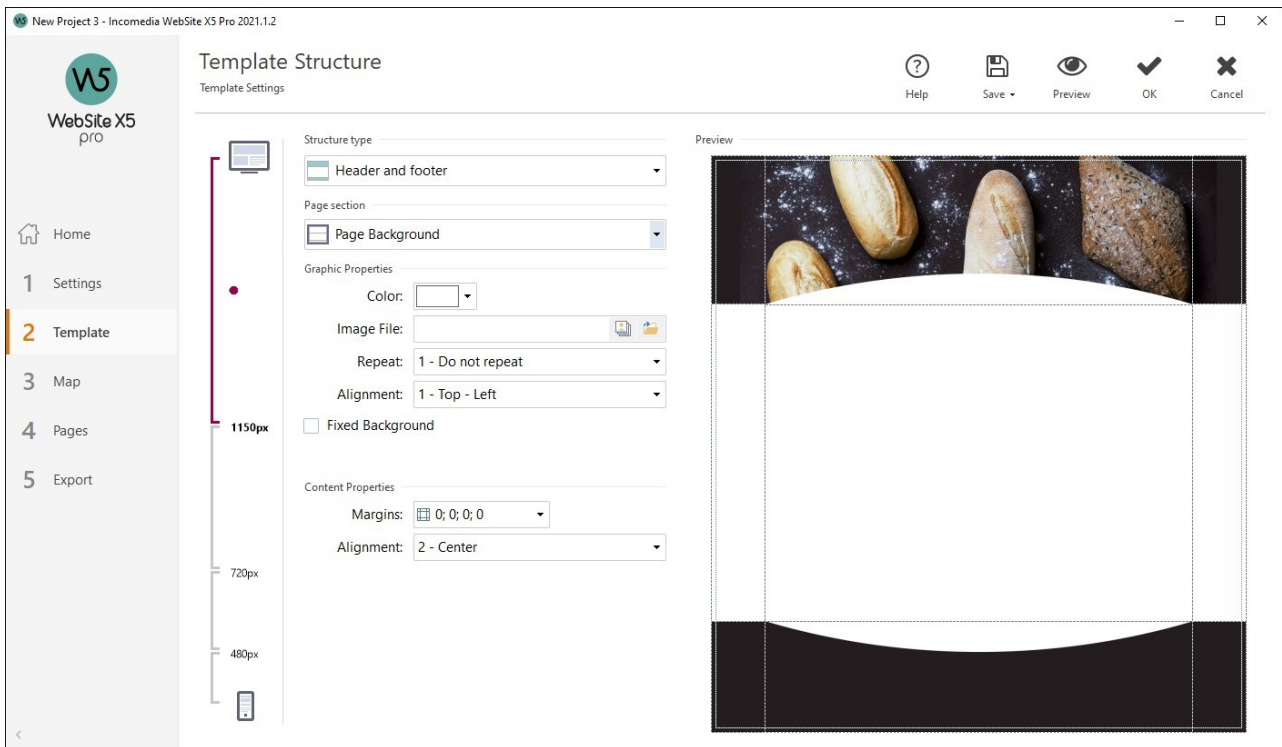 New Project 3 - Incomedia WebSite X5 Pro 2021.1.2
W5
WebSite X5
pro
Home
1 Settings
2 Template
3 Map
4 Pages
5 Export
Template Structure
Template Settings
Help
Save
Preview
OK
Cancel
1150px
720px
480px
Structure type
Header and footer
Page section
Page Background
Graphic Properties
Color:
Image File:
Repeat: 1 - Do not repeat
Alignment: 1 - Top - Left
Fixed Background
Content Properties
Margins: 0; 0; 0; 0
Alignment: 2 - Center
Preview